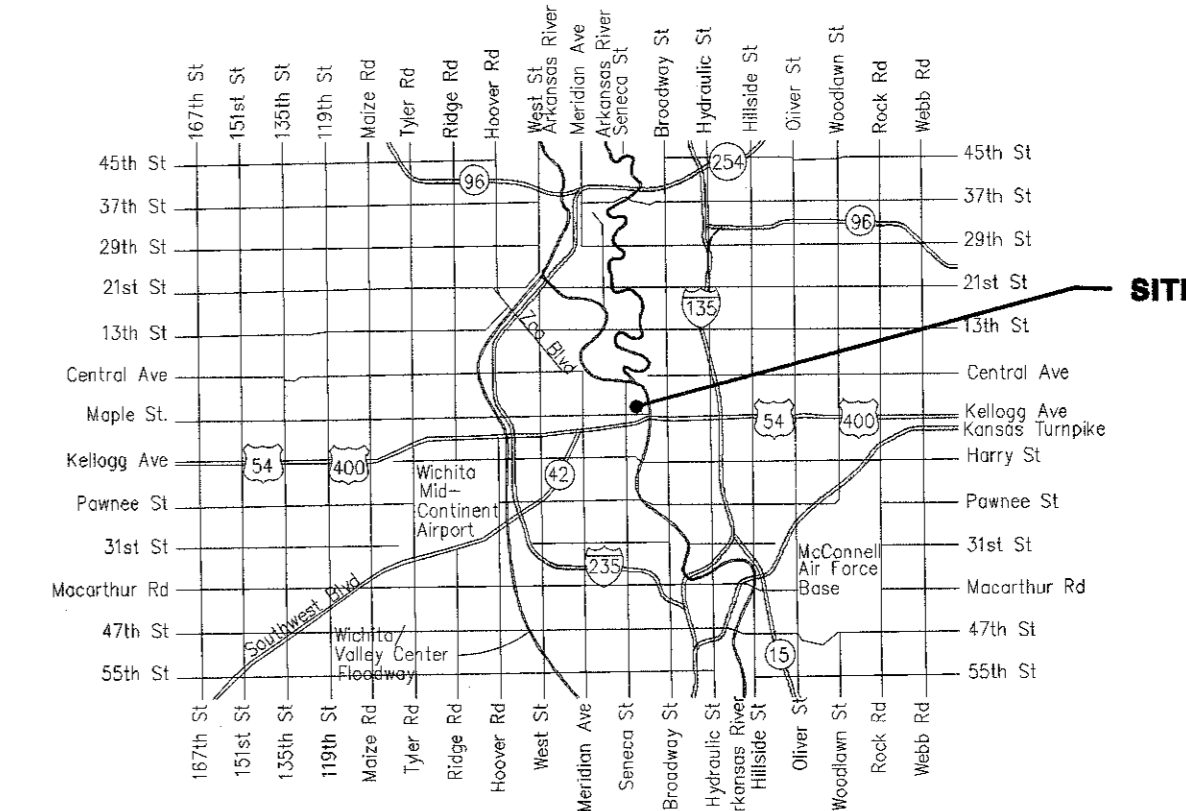 167th St
151st St
135th St
119th St
Maize Rd
Tyler Rd
Ridge Rd
Hoover Rd
West St
Arkansas River
Meridian Ave
Arkansas River
Seneca St
Broadway St
Hydraulic St
Hillside St
Oliver St
Woodlawn St
Rock Rd
Webb Rd
45th St
37th St
29th St
21st St
13th St
Central Ave
Maple St.
Kellogg Ave
Pawnee St
31st St
Macarthur Rd
47th St
55th St
96
254
96
135
Zoo Blvd
54
400
54
400
42
235
15
Wichita
Mid-
Continent
Airport
McConnell
Air Force
Base
Southwest Blvd
Wichita/
Valley Center
Floodway
45th St
37th St
29th St
21st St
SIT
13th St
Central Ave
Kellogg Ave
Kansas Turnpike
Harry St
Pawnee St
31st St
Macarthur Rd
47th St
55th St
167th St
151st St
135th St
119th St
Maize Rd
Tyler Rd
Ridge Rd
Hoover Rd
West St
Meridian Ave
Seneca St
Broadway St
Hydraulic St
rkansas River
Hillside St
Oliver St
Woodlawn St
Rock Rd
Webb Rd